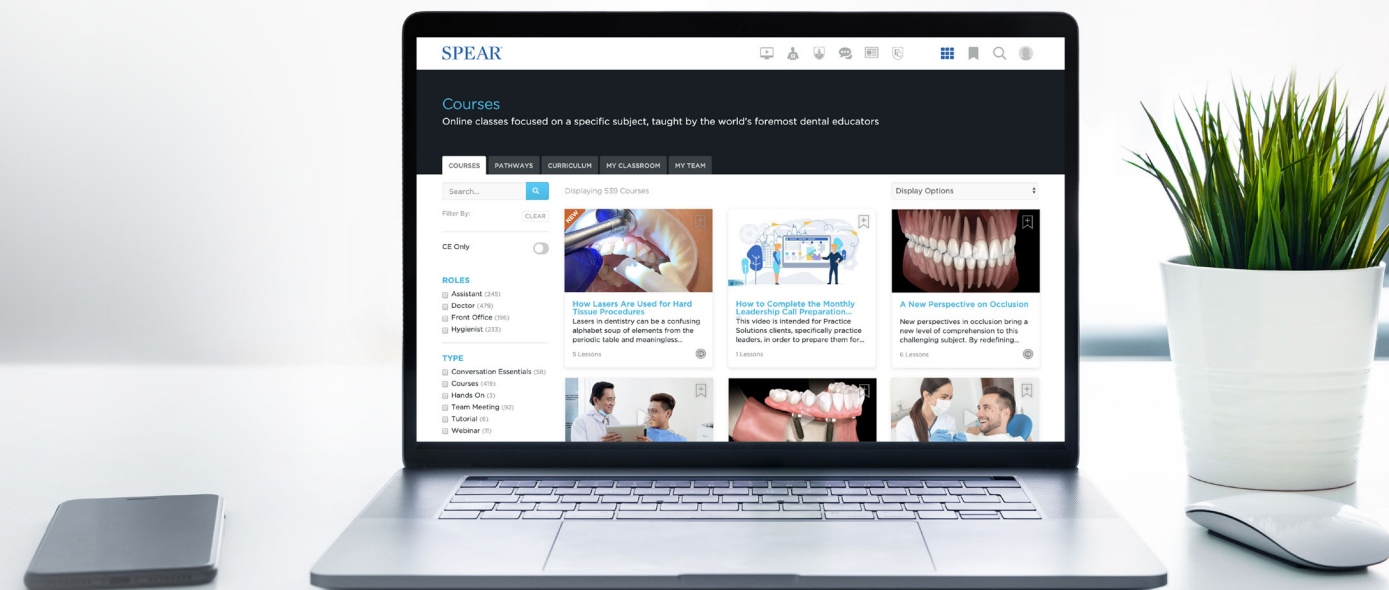 SPEAR
Courses
Online classes focused on a specific subject, taught by the world's foremost dental educators
COURSES
PATHWAYS
CURRICULUM
MY CLASSROOM
MY TEAM
Search...
Displaying 539 Courses
Display Options
Filter By:
CLEAR
CE Only
ROLES
Assistant (245)
Doctor (479)
Front Office (196)
Hygienist (233)
TYPE
Conversation Essentials (58)
Courses (419)
Hands On (3)
Team Meeting (92)
Tutorial (6)
Webinar (11)
NEW
How Lasers Are Used for Hard
Tissue Procedures
Lasers in dentistry can be a confusing
alphabet soup of elements from the
periodic table and meaningless...
5 Lessons
How to Complete the Monthly
Leadership Call Preparation...
This video is intended for Practice
Solutions clients, specifically practice
leaders, in order to prepare them for...
1 Lessons
A New Perspective on Occlusion
New perspectives in occlusion bring a
new level of comprehension to this
challenging subject. By redefining...
6 Lessons